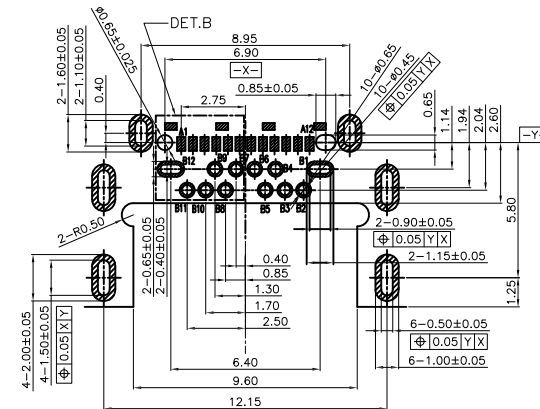 DET.B
8.95
6.90
-X-
2.75
0.85±0.05
ø0.65±0.025
10-ø0.65
10-ø0.45
0.05 Y X
2-1.60±0.05
2-1.10±0.05
0.40
0.65
1.14
1.94
2.04
2.60
-Y-
A1
A12
B12
B9
B7
B6
B4
B1
B11
B10
B8
B5
B3
B2
2-R0.50
2-0.65±0.05
2-0.40±0.05
2-0.90±0.05
0.05 Y X
2-1.15±0.05
5.80
1.25
0.40
0.85
1.30
1.70
2.50
6.40
9.60
12.15
4-2.00±0.05
4-1.50±0.05
0.05 X Y
6-0.50±0.05
0.05 Y X
6-1.00±0.05